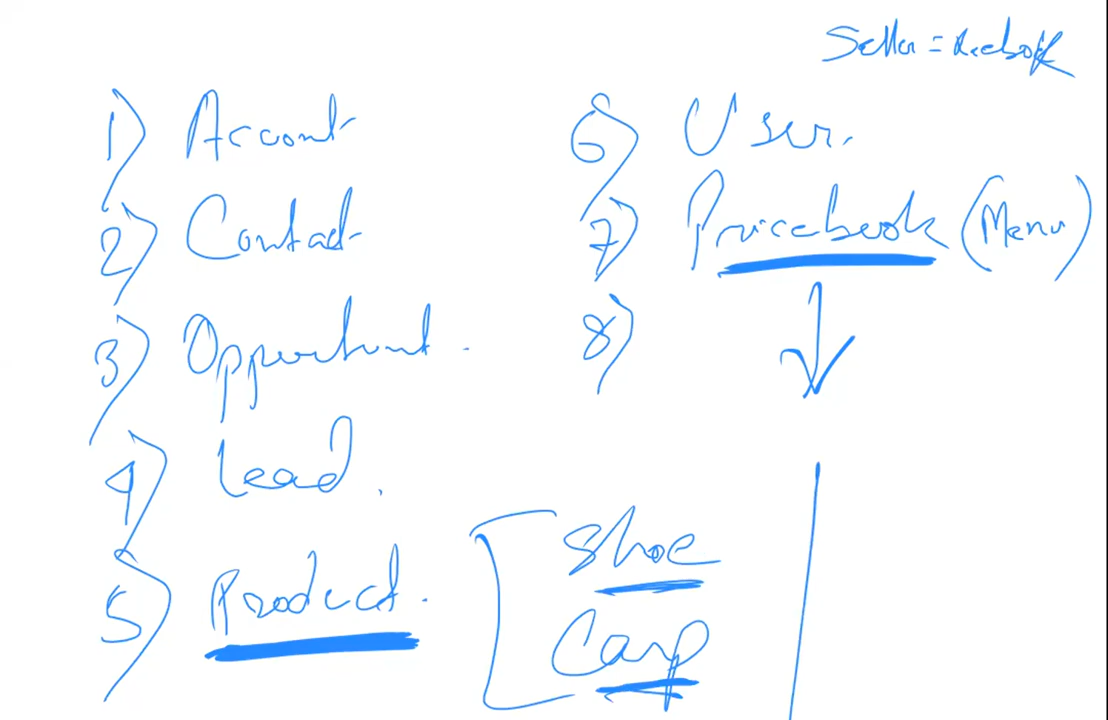 Seller = Reebok
1) Account
2) Contact
3) Opportunit.
4) Lead.
5) Product.
6) User.
7) Pricebook (Menu)
8)
Shoe